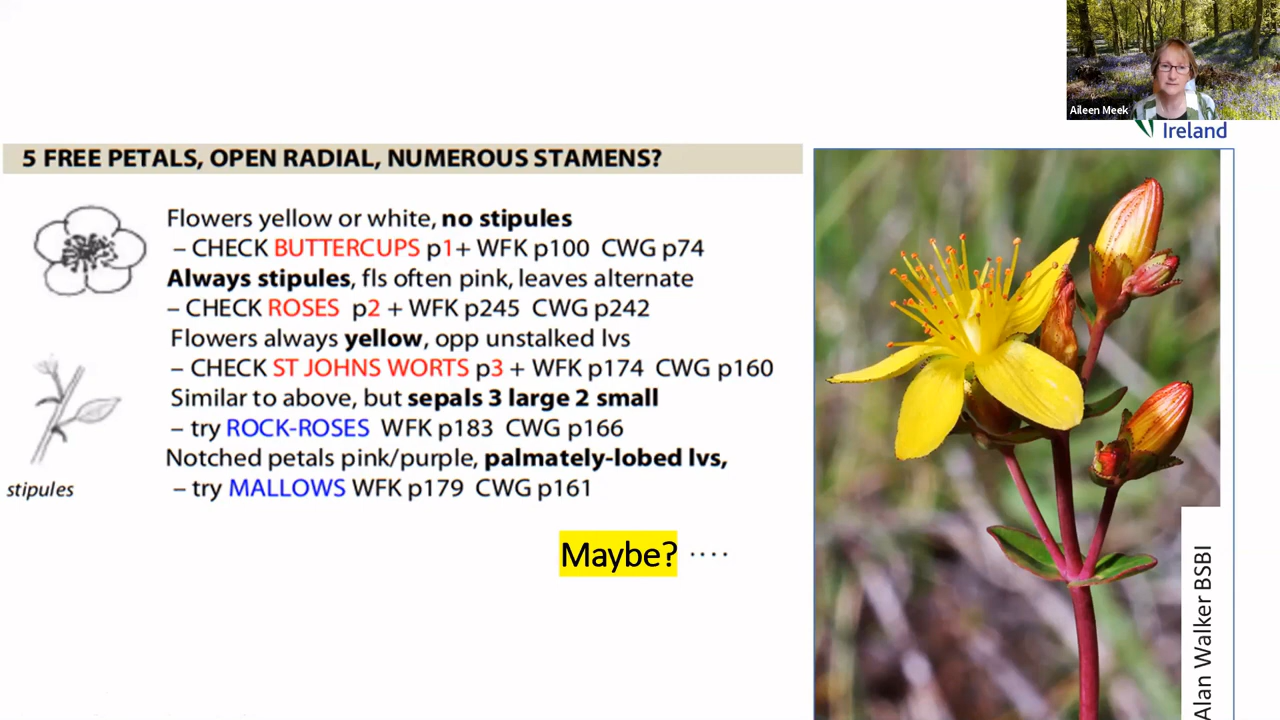 Aileen Meek
Ireland
5 FREE PETALS, OPEN RADIAL, NUMEROUS STAMENS?
Flowers yellow or white, no stipules
– CHECK BUTTERCUPS p1+ WFK p100 CWG p74
Always stipules, fls often pink, leaves alternate
– CHECK ROSES p2 + WFK p245 CWG p242
Flowers always yellow, opp unstalked lvs
– CHECK ST JOHNS WORTS p3 + WFK p174 CWG p160
Similar to above, but sepals 3 large 2 small
– try ROCK-ROSES WFK p183 CWG p166
Notched petals pink/purple, palmately-lobed lvs,
– try MALLOWS WFK p179 CWG p161
stipules
Maybe? ....
Alan Walker BSBI